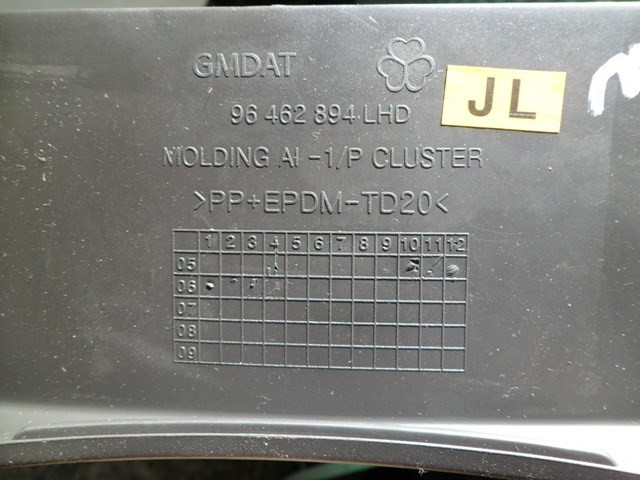 GMDAT
JL
96 462 894 LHD
MOLDING AI -1/P CLUSTER
>PP+EPDM-TD20<
1 2 3 4 5 6 7 8 9 10 11 12
05
06
07
08
09